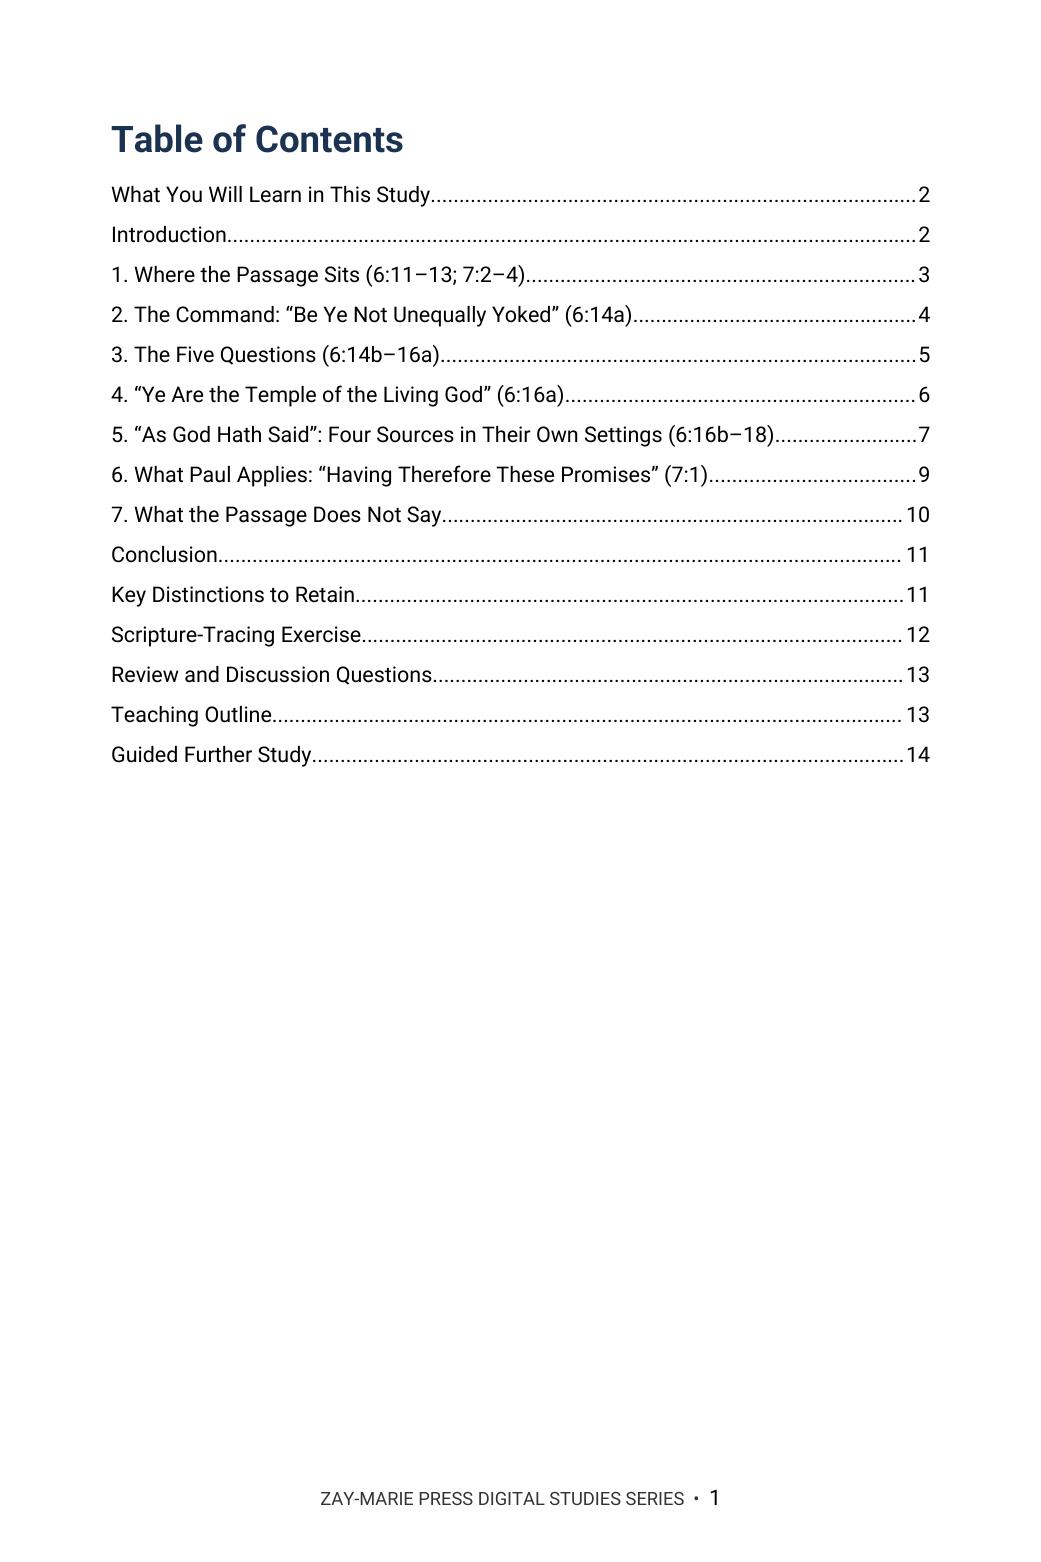 Table of Contents
What You Will Learn in This Study....................................................................................2
Introduction........................................................................................................................2
1. Where the Passage Sits (6:11–13; 7:2–4)....................................................................3
2. The Command: “Be Ye Not Unequally Yoked” (6:14a).................................................4
3. The Five Questions (6:14b–16a)...................................................................................5
4. “Ye Are the Temple of the Living God” (6:16a).............................................................6
5. “As God Hath Said”: Four Sources in Their Own Settings (6:16b–18).........................7
6. What Paul Applies: “Having Therefore These Promises” (7:1)....................................9
7. What the Passage Does Not Say................................................................................10
Conclusion.......................................................................................................................11
Key Distinctions to Retain................................................................................................11
Scripture-Tracing Exercise...............................................................................................12
Review and Discussion Questions..................................................................................13
Teaching Outline..............................................................................................................13
Guided Further Study.......................................................................................................14
ZAY-MARIE PRESS DIGITAL STUDIES SERIES • 1